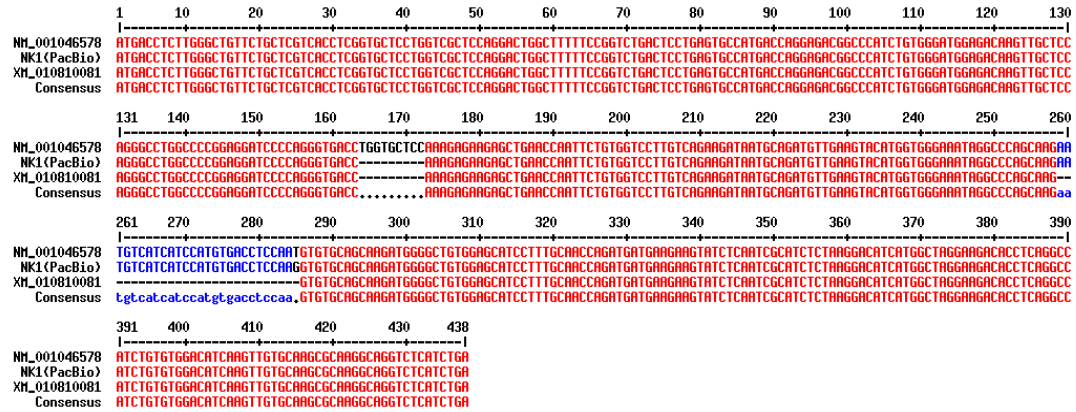 1 10 20 30 40 50 60 70 80 90 100 110 120 130
|--------+---------+---------+---------+---------+---------+---------+---------+---------+---------+---------+---------+---------|
NM_001046578 ATGACCTCTTGGGCTGTTCTGCTCGTCACCTCGGTGCTCCTGGTCGCTCCAGGACTGGCTTTTTCCGGTCTGACTCCTGAGTGCCATGACCAGGAGACGGCCCATCTGTGGGATGGAGACAAGTTGCTCC
NK1(PacBio) ATGACCTCTTGGGCTGTTCTGCTCGTCACCTCGGTGCTCCTGGTCGCTCCAGGACTGGCTTTTTCCGGTCTGACTCCTGAGTGCCATGACCAGGAGACGGCCCATCTGTGGGATGGAGACAAGTTGCTCC
XM_010810081 ATGACCTCTTGGGCTGTTCTGCTCGTCACCTCGGTGCTCCTGGTCGCTCCAGGACTGGCTTTTTCCGGTCTGACTCCTGAGTGCCATGACCAGGAGACGGCCCATCTGTGGGATGGAGACAAGTTGCTCC
Consensus ATGACCTCTTGGGCTGTTCTGCTCGTCACCTCGGTGCTCCTGGTCGCTCCAGGACTGGCTTTTTCCGGTCTGACTCCTGAGTGCCATGACCAGGAGACGGCCCATCTGTGGGATGGAGACAAGTTGCTCC
131 140 150 160 170 180 190 200 210 220 230 240 250 260
|--------+---------+---------+---------+---------+---------+---------+---------+---------+---------+---------+---------+---------|
NM_001046578 AGGGCCTGGCCCCGGAGGATCCCCAGGGTGACCTGGTGCTCCAAAGAGAAGAGCTGAACCAATTCTGTGGTCCTTGTCAGAAGATAATGCAGATGTTGAAGTACATGGTGGGAAATAGGCCCAGCAAGAA
NK1(PacBio) AGGGCCTGGCCCCGGAGGATCCCCAGGGTGACC---------AAAGAGAAGAGCTGAACCAATTCTGTGGTCCTTGTCAGAAGATAATGCAGATGTTGAAGTACATGGTGGGAAATAGGCCCAGCAAGAA
XM_010810081 AGGGCCTGGCCCCGGAGGATCCCCAGGGTGACC---------AAAGAGAAGAGCTGAACCAATTCTGTGGTCCTTGTCAGAAGATAATGCAGATGTTGAAGTACATGGTGGGAAATAGGCCCAGCAAG--
Consensus AGGGCCTGGCCCCGGAGGATCCCCAGGGTGACC.........AAAGAGAAGAGCTGAACCAATTCTGTGGTCCTTGTCAGAAGATAATGCAGATGTTGAAGTACATGGTGGGAAATAGGCCCAGCAAGaa
261 270 280 290 300 310 320 330 340 350 360 370 380 390
|--------+---------+---------+---------+---------+---------+---------+---------+---------+---------+---------+---------+---------|
NM_001046578 TGTCATCATCCATGTGACCTCCAATGTGTGCAGCAAGATGGGGCTGTGGAGCATCCTTTGCAACCAGATGATGAAGAAGTATCTCAATCGCATCTCTAAGGACATCATGGCTAGGAAGACACCTCAGGCC
NK1(PacBio) TGTCATCATCCATGTGACCTCCAAGGTGTGCAGCAAGATGGGGCTGTGGAGCATCCTTTGCAACCAGATGATGAAGAAGTATCTCAATCGCATCTCTAAGGACATCATGGCTAGGAAGACACCTCAGGCC
XM_010810081 -------------------------GTGTGCAGCAAGATGGGGCTGTGGAGCATCCTTTGCAACCAGATGATGAAGAAGTATCTCAATCGCATCTCTAAGGACATCATGGCTAGGAAGACACCTCAGGCC
Consensus tgtcatcatccatgtgacctccaa.GTGTGCAGCAAGATGGGGCTGTGGAGCATCCTTTGCAACCAGATGATGAAGAAGTATCTCAATCGCATCTCTAAGGACATCATGGCTAGGAAGACACCTCAGGCC
391 400 410 420 430 438
|--------+---------+---------+---------+-------|
NM_001046578 ATCTGTGTGGACATCAAGTTGTGCAAGCGCAAGGCAGGTCTCATCTGA
NK1(PacBio) ATCTGTGTGGACATCAAGTTGTGCAAGCGCAAGGCAGGTCTCATCTGA
XM_010810081 ATCTGTGTGGACATCAAGTTGTGCAAGCGCAAGGCAGGTCTCATCTGA
Consensus ATCTGTGTGGACATCAAGTTGTGCAAGCGCAAGGCAGGTCTCATCTGA